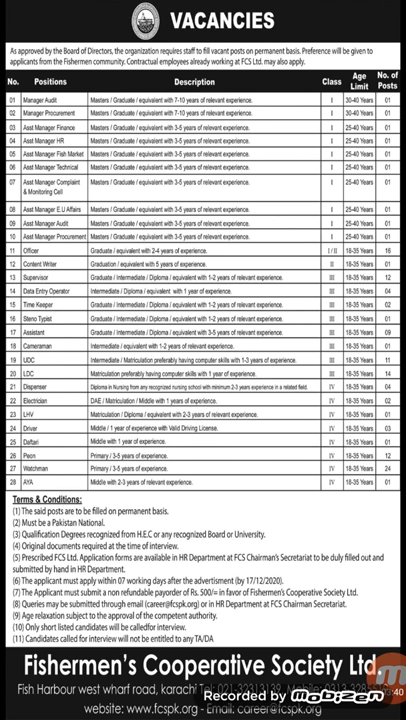 VACANCIES
As approved by the Board of Directors, the organization requires staff to fill vacant posts on permanent basis. Preference will be given to
applicants from the Fishermen community. Contractual employees already working at FCS Ltd. may also apply.
No. Positions Description Class Age Limit No. of Posts
01 Manager Audit Masters / Graduate / equivalent with 7-10 years of relevant experience. I 30-40 Years 01
02 Manager Procurement Masters / Graduate / equivalent with 7-10 years of relevant experience. I 30-40 Years 01
03 Asst Manager Finance Masters / Graduate / equivalent with 3-5 years of relevant experience. I 25-40 Years 01
04 Asst Manager HR Masters / Graduate / equivalent with 3-5 years of relevant experience. I 25-40 Years 01
05 Asst Manager Fish Market Masters / Graduate / equivalent with 3-5 years of relevant experience. I 25-40 Years 01
06 Asst Manager Technical Masters / Graduate / equivalent with 3-5 years of relevant experience. I 25-40 Years 01
07 Asst Manager Complaint & Monitoring Cell Masters / Graduate / equivalent with 3-5 years of relevant experience. I 25-40 Years 01
08 Asst Manager E.U Affairs Masters / Graduate / equivalent with 3-5 years of relevant experience. I 25-40 Years 01
09 Asst Manager Audit Masters / Graduate / equivalent with 3-5 years of relevant experience. I 25-40 Years 01
10 Asst Manager Procurement Masters / Graduate / equivalent with 3-5 years of relevant experience. I 25-40 Years 01
11 Officer Graduate / equivalent with 2-4 years of experience. I / II 18-35 Years 16
12 Content Writer Graduation / equivalent with 5 years of experience. II 18-35 Years 01
13 Supervisor Graduate / Intermediate / Diploma / equivalent with 1-2 years of relevant experience. III 18-35 Years 12
14 Data Entry Operator Intermediate / Diploma / equivalent with 1 year of experience. III 18-35 Years 04
15 Time Keeper Graduate / Intermediate / Diploma / equivalent with 1-2 years of relevant experience. III 18-35 Years 02
16 Steno Typist Graduate / Intermediate / Diploma / equivalent with 1-2 years of relevant experience. III 18-35 Years 01
17 Assistant Graduate / Intermediate / Diploma / equivalent with 3-5 years of relevant experience. III 18-35 Years 09
18 Cameraman Intermediate / equivalent with 1-2 years of relevant experience. III 18-35 Years 01
19 UDC Intermediate / Matriculation preferably having computer skills with 1-3 years of experience. III 18-35 Years 11
20 LDC Matriculation preferably having computer skills with 1 year of experience. III 18-35 Years 14
21 Dispenser Diploma in Nursing from any recognized nursing school with minimum 2-3 years experience in a related field. IV 18-35 Years 04
22 Electrician DAE / Matriculation / Middle with 1 years of experience. IV 18-35 Years 02
23 LHV Matriculation / Diploma / equivalent with 2-3 years of relevant experience. IV 18-35 Years 01
24 Driver Middle / 1 year of experience with Valid Driving License. IV 18-35 Years 03
25 Daftari Middle with 1 year of experience. IV 18-35 Years 01
26 Peon Primary / 3-5 years of experience. IV 18-35 Years 12
27 Watchman Primary / 3-5 years of experience. IV 18-35 Years 24
28 AYA Middle with 2-3 years of relevant experience. IV 18-35 Years 01
Terms & Conditions:
(1) The said posts are to be filled on permanent basis.
(2) Must be a Pakistan National.
(3) Qualification Degrees recognized from H.E.C or any recognized Board or University.
(4) Original documents required at the time of interview.
(5) Prescribed FCS Ltd. Application forms are available in HR Department at FCS Chairman's Secretariat to be duly filled out and
submitted by hand in HR Department.
(6) The applicant must apply within 07 working days after the advertisment (by 17/12/2020).
(7) The Applicant must submit a non refundable payorder of Rs. 500/= in favor of Fishermen's Cooperative Society Ltd.
(8) Queries may be submitted through email (career@fcspk.org) or in HR Department at FCS Chairman Secretariat.
(9) Age relaxation subject to the approval of the competent authority.
(10) Only short listed candidates will be calledfor interview.
(11) Candidates called for interview will not be entitled to any TA/DA
Fishermen's Cooperative Society Ltd
Fish Harbour west wharf road, karachi Tel: 021-32313139, Mobile:
Recorded by
Mobizen
:40
website: www.fcspk.org - Email: career@fcspk.org